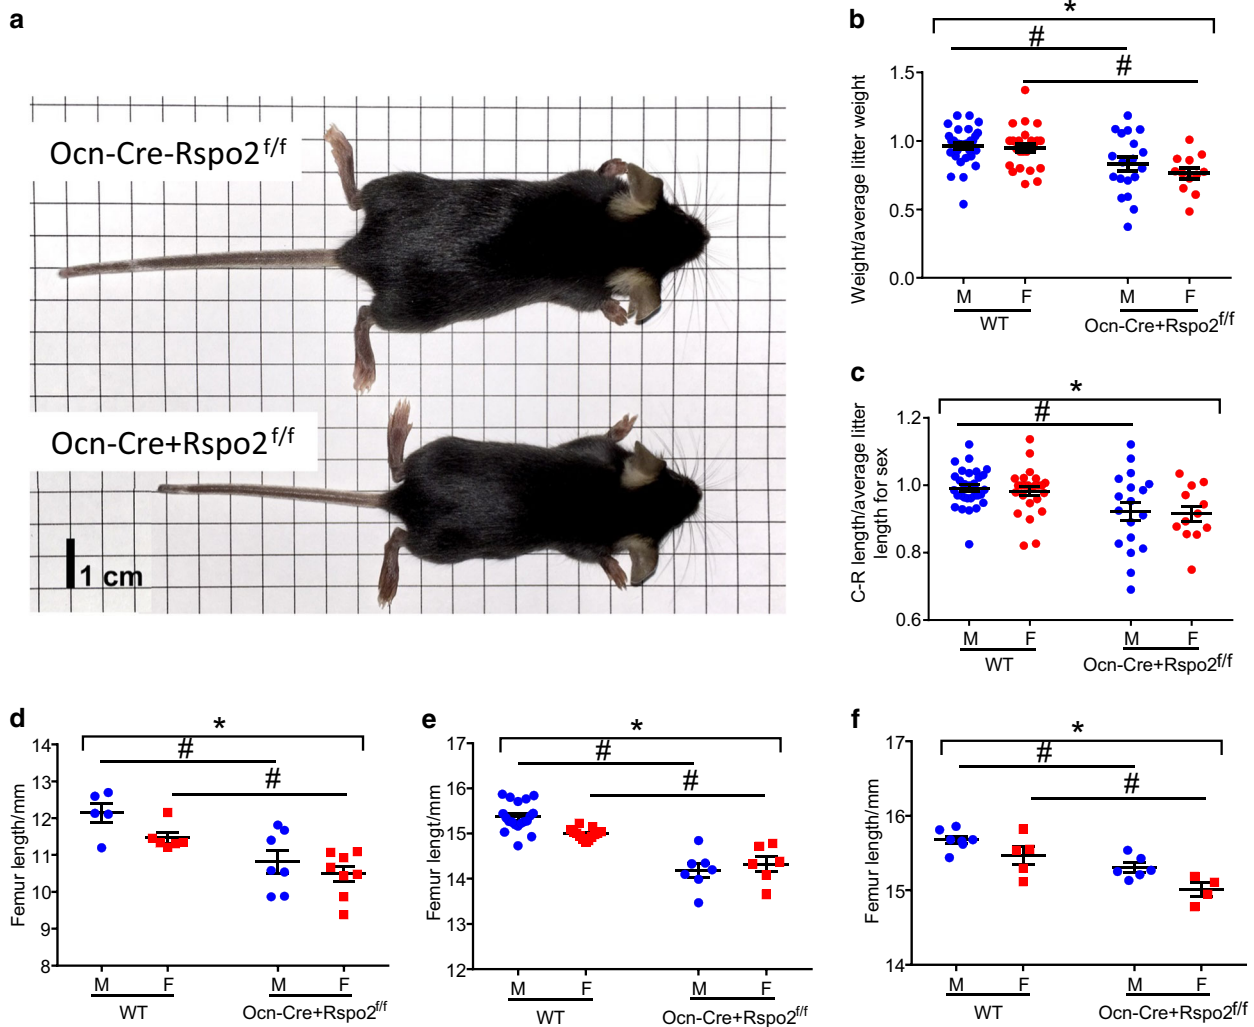 a
Ocn-Cre-Rspo2f/f
Ocn-Cre+Rspo2f/f
1 cm
b
*
#
#
Weight/average litter weight
1.5
1.0
0.5
0.0
M F M F
WT Ocn-Cre+Rspo2f/f
c
*
#
C-R length/average litter
length for sex
1.2
1.0
0.8
0.6
M F M F
WT Ocn-Cre+Rspo2f/f
d
*
#
#
Femur length/mm
14
13
12
11
10
9
8
M F M F
WT Ocn-Cre+Rspo2f/f
e
*
#
#
Femur lengt/mm
17
16
15
14
13
12
M F M F
WT Ocn-Cre+Rspo2f/f
f
*
#
#
Femur length/mm
17
16
15
14
M F M F
WT Ocn-Cre+Rspo2f/f